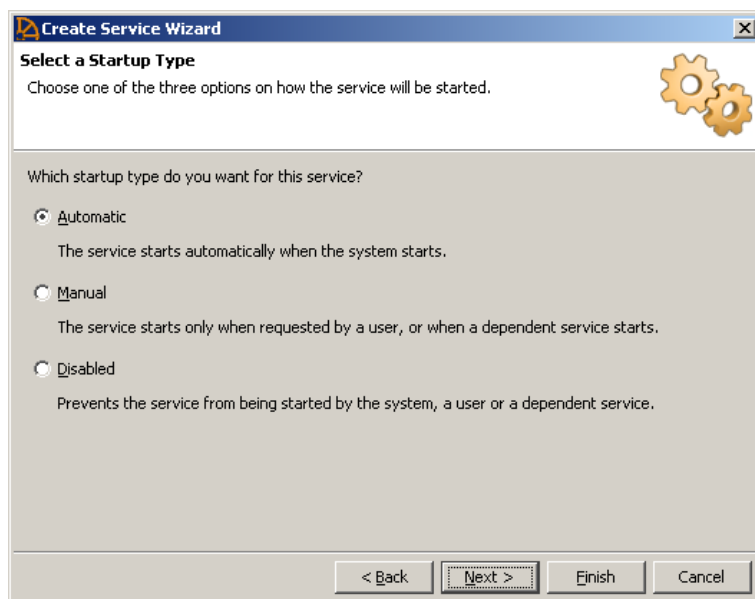 Create Service Wizard
Select a Startup Type
Choose one of the three options on how the service will be started.
Which startup type do you want for this service?
Automatic
The service starts automatically when the system starts.
Manual
The service starts only when requested by a user, or when a dependent service starts.
Disabled
Prevents the service from being started by the system, a user or a dependent service.
< Back Next > Finish Cancel